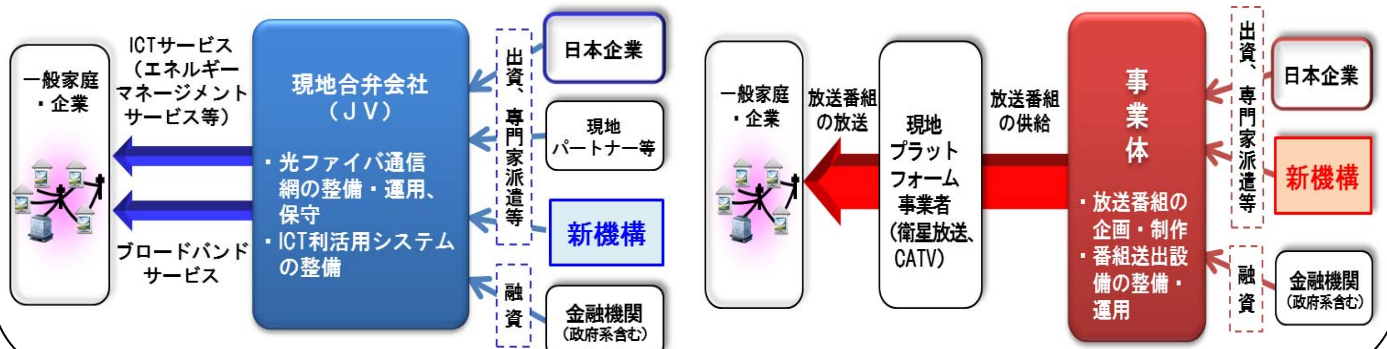 一般家庭
・企業
ICTサービス
（エネルギー
マネージメント
サービス等）
ブロードバンド
サービス
現地合弁会社
（ＪＶ）
・光ファイバ通信
網の整備・運用、
保守
・ICT利活用システム
の整備
出資、専門家派遣等
融資
日本企業
現地
パートナー等
新機構
金融機関
（政府系含む）
一般家庭
・企業
放送番組
の放送
現地
プラット
フォーム
事業者
（衛星放送、
CATV）
放送番組
の供給
事業体
・放送番組の
企画・制作
・番組送出設
備の整備・
運用
出資、専門家派遣等
融資
日本企業
新機構
金融機関
（政府系含む）